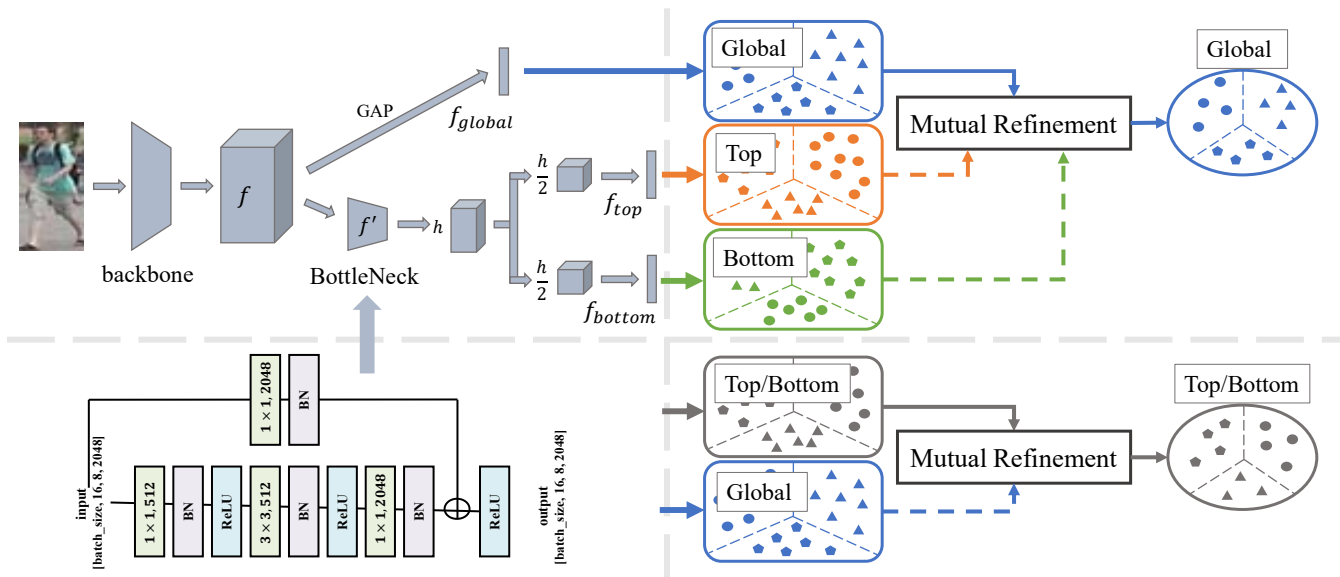 GAP
f_global
f
backbone
f′
BottleNeck
h
h/2
f_top
h/2
f_bottom
Global
Top
Bottom
Mutual Refinement
Global
input
[batch_size, 16, 8, 2048]
1 × 1, 2048
BN
1 × 1, 512
BN
ReLU
3 × 3, 512
BN
ReLU
1 × 1, 2048
BN
ReLU
output
[batch_size, 16, 8, 2048]
Top/Bottom
Global
Mutual Refinement
Top/Bottom